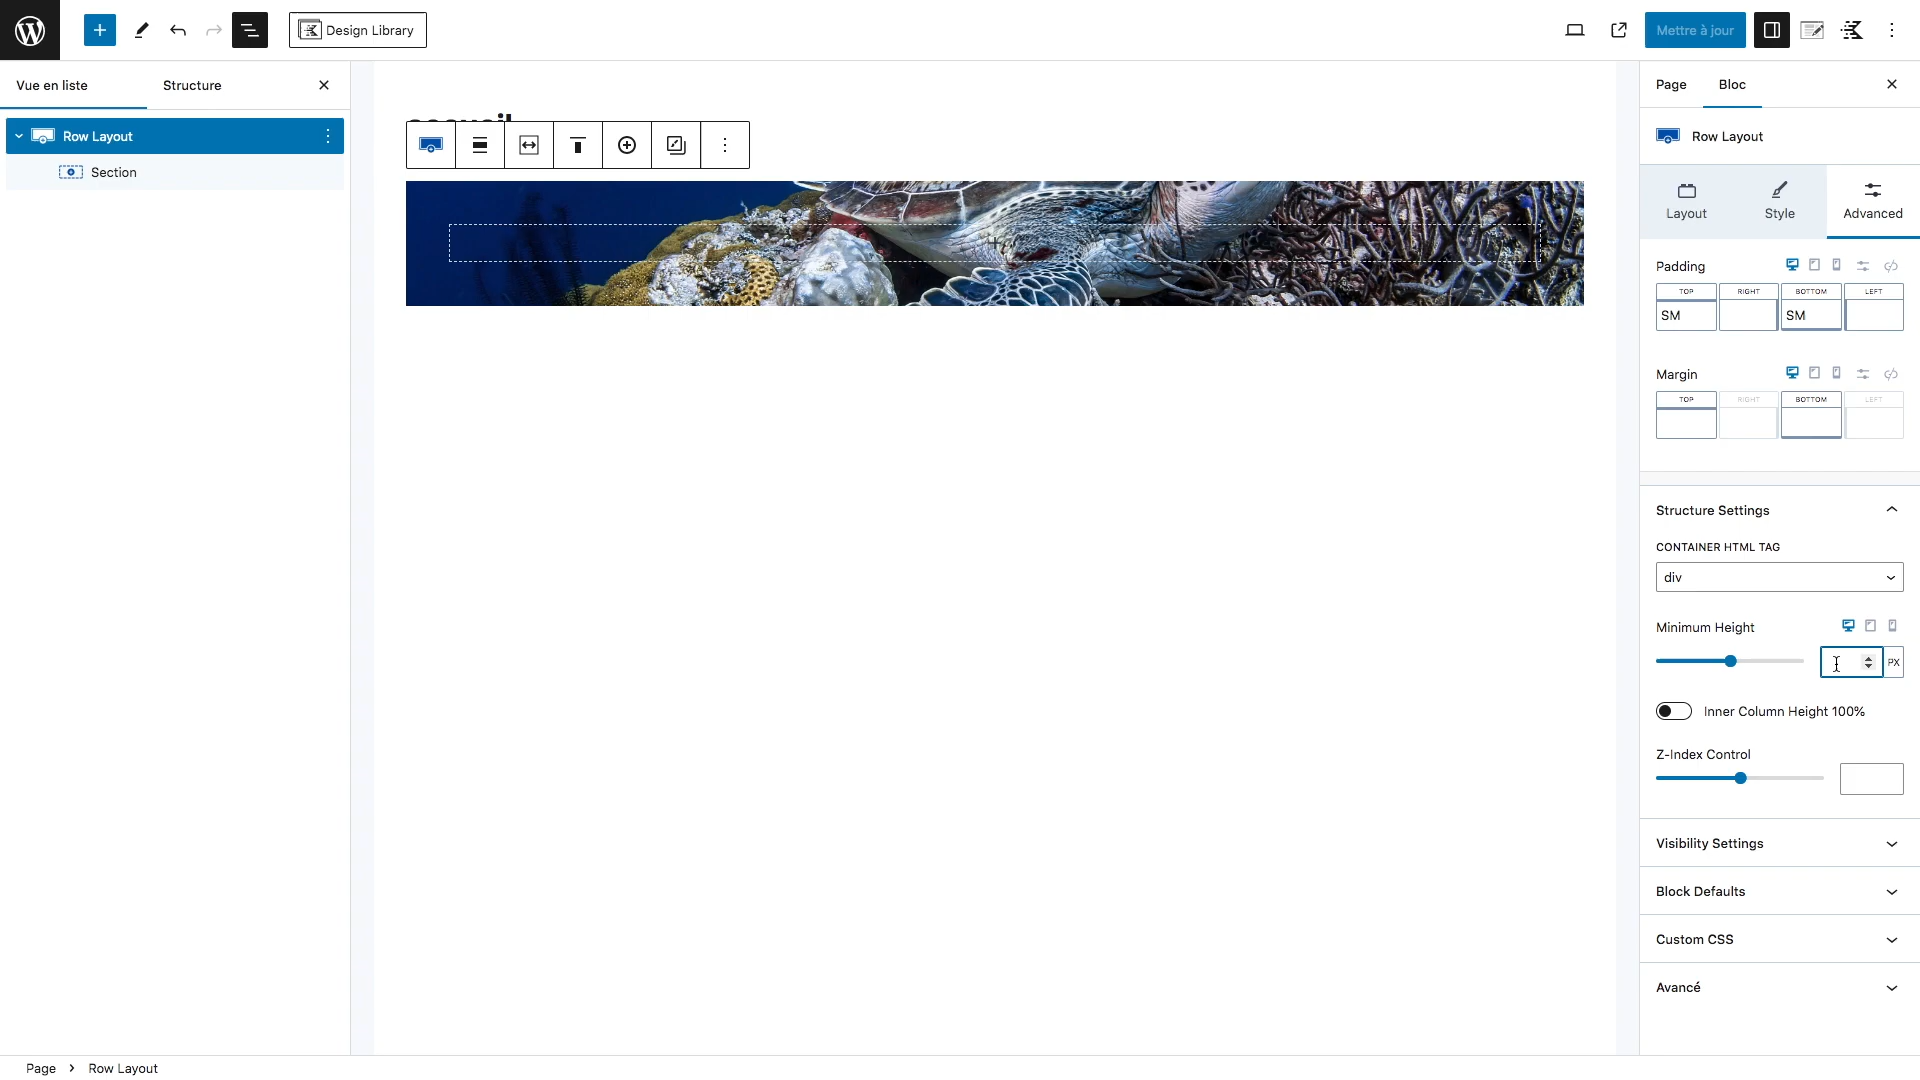 Design Library
Mettre à jour
Vue en liste
Structure
Page
Bloc
Row Layout
Section
Row Layout
Layout
Style
Advanced
Padding
TOP
RIGHT
BOTTOM
LEFT
SM
SM
Margin
TOP
RIGHT
BOTTOM
LEFT
Structure Settings
CONTAINER HTML TAG
div
Minimum Height
PX
Inner Column Height 100%
Z-Index Control
Visibility Settings
Block Defaults
Custom CSS
Avancé
Page
Row Layout